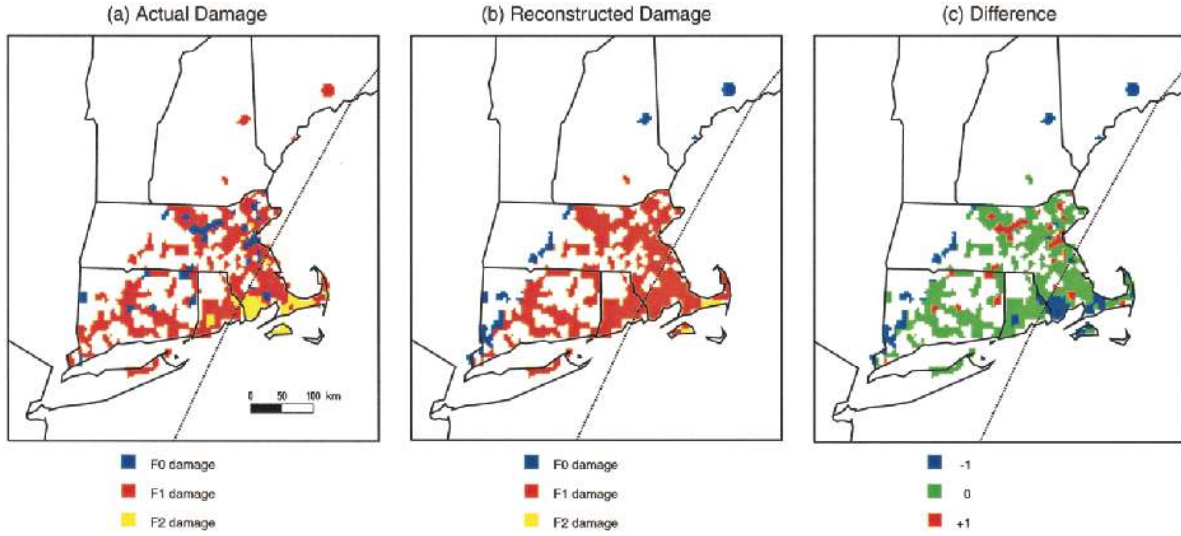 (a) Actual Damage
(b) Reconstructed Damage
(c) Difference
0 50 100 km
F0 damage
F1 damage
F2 damage
F0 damage
F1 damage
F2 damage
-1
0
+1